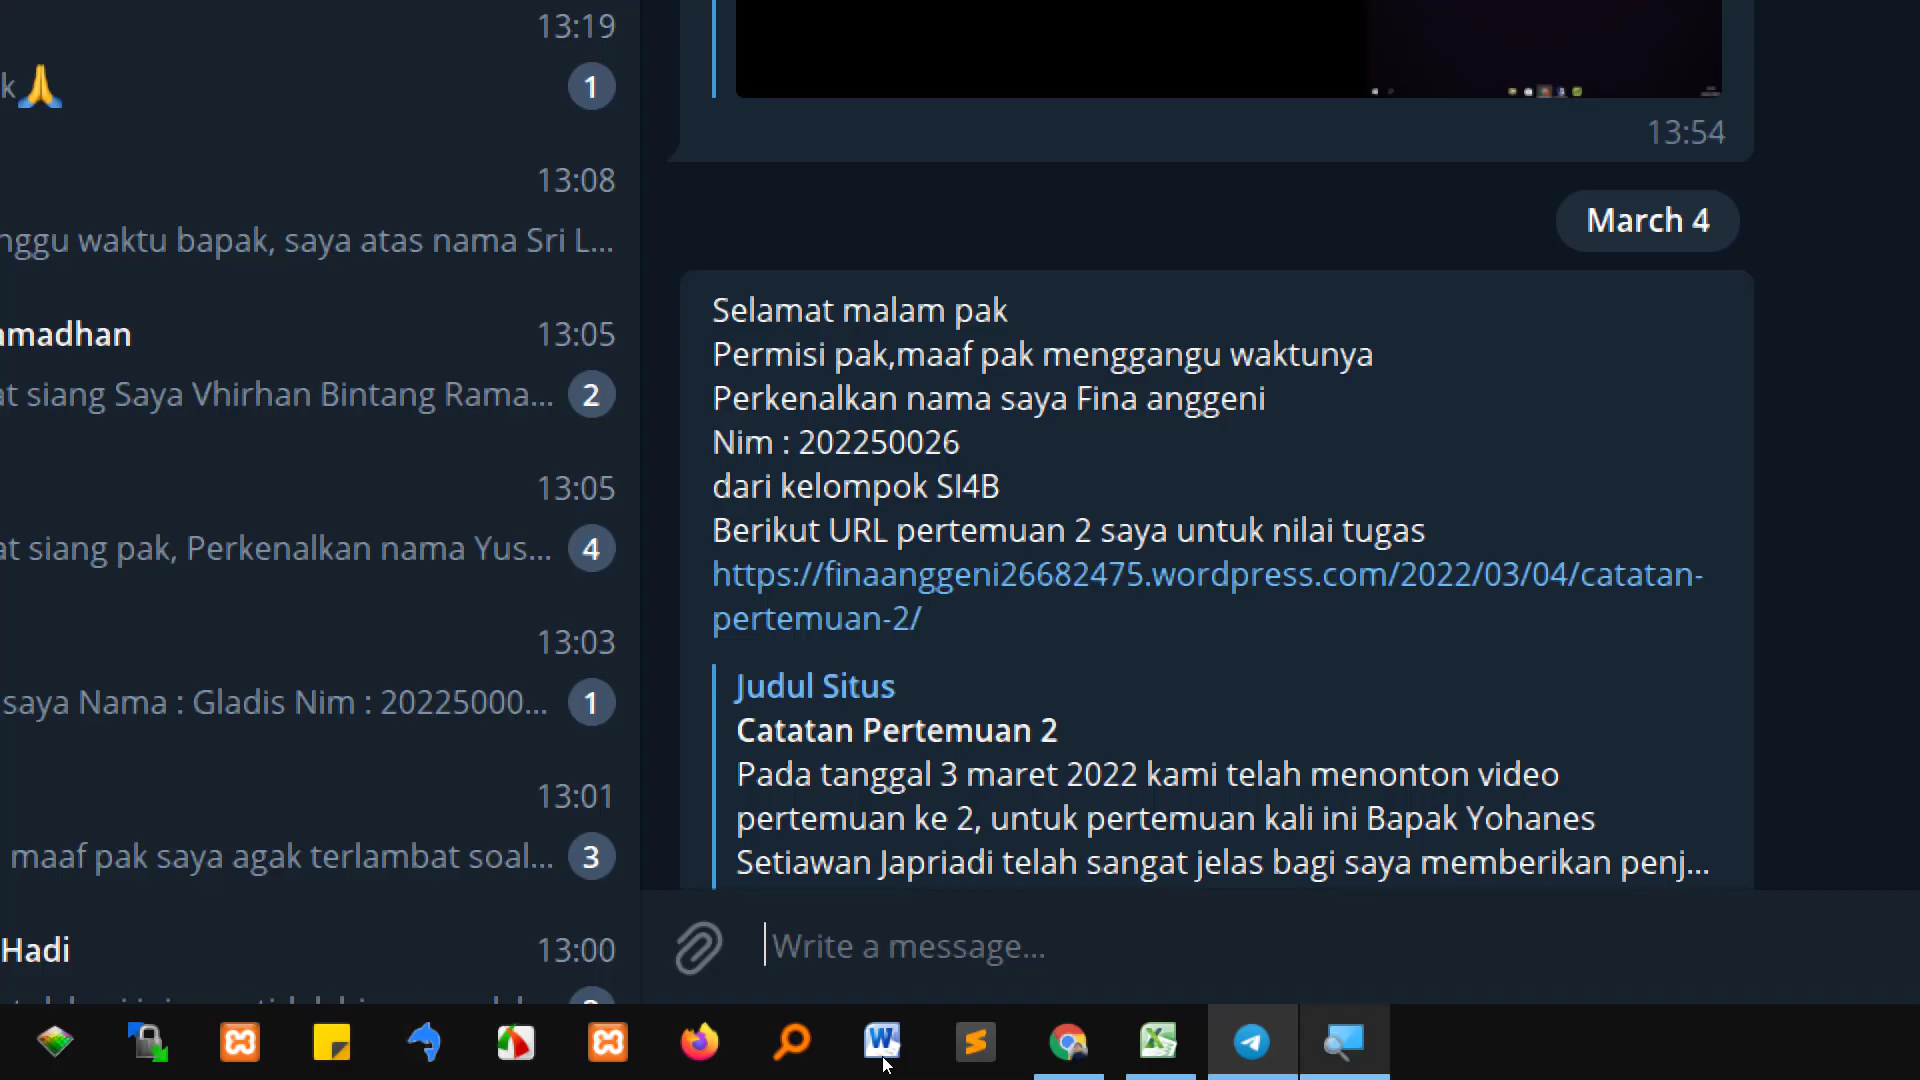 13:19
k🙏
1
13:08
nggu waktu bapak, saya atas nama Sri L...
amadhan
13:05
at siang Saya Vhirhan Bintang Rama...
2
13:05
at siang pak, Perkenalkan nama Yus...
4
13:03
saya Nama : Gladis Nim : 20225000...
1
13:01
maaf pak saya agak terlambat soal...
3
Hadi
13:00
13:54
March 4
Selamat malam pak
Permisi pak,maaf pak menggangu waktunya
Perkenalkan nama saya Fina anggeni
Nim : 202250026
dari kelompok SI4B
Berikut URL pertemuan 2 saya untuk nilai tugas
https://finaanggeni26682475.wordpress.com/2022/03/04/catatan-
pertemuan-2/
Judul Situs
Catatan Pertemuan 2
Pada tanggal 3 maret 2022 kami telah menonton video
pertemuan ke 2, untuk pertemuan kali ini Bapak Yohanes
Setiawan Japriadi telah sangat jelas bagi saya memberikan penj...
Write a message...